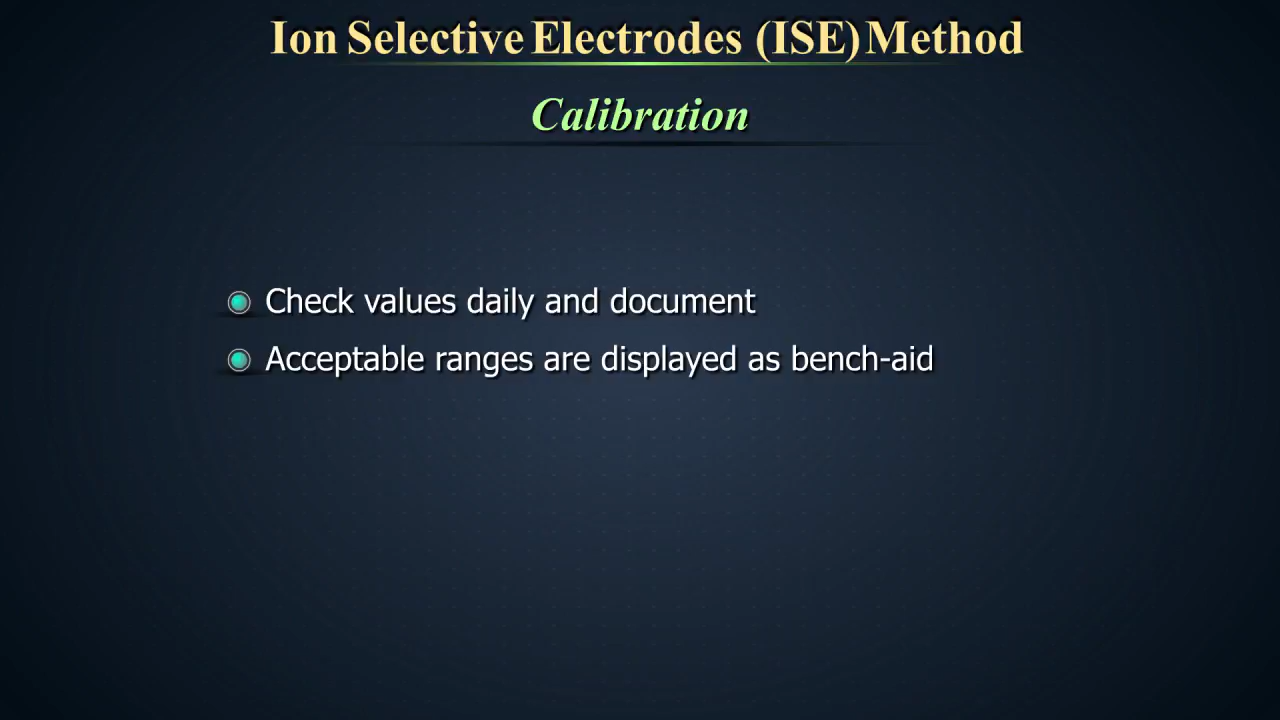 Ion Selective Electrodes (ISE) Method
Calibration
Check values daily and document
Acceptable ranges are displayed as bench-aid